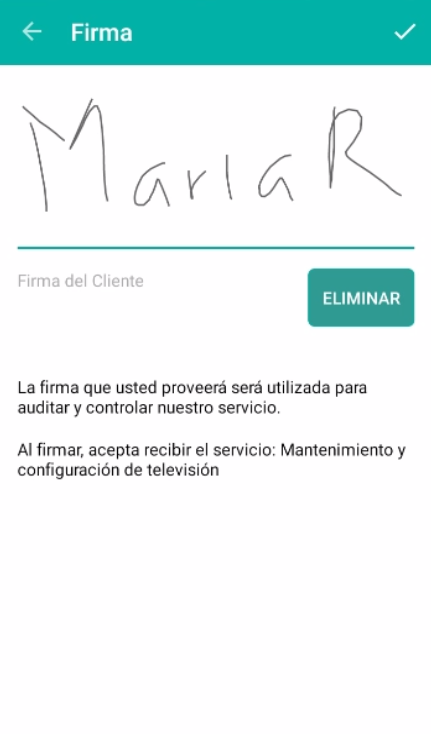 Firma
Maria R
Firma del Cliente
ELIMINAR
La firma que usted proveerá será utilizada para
auditar y controlar nuestro servicio.
Al firmar, acepta recibir el servicio: Mantenimiento y
configuración de televisión